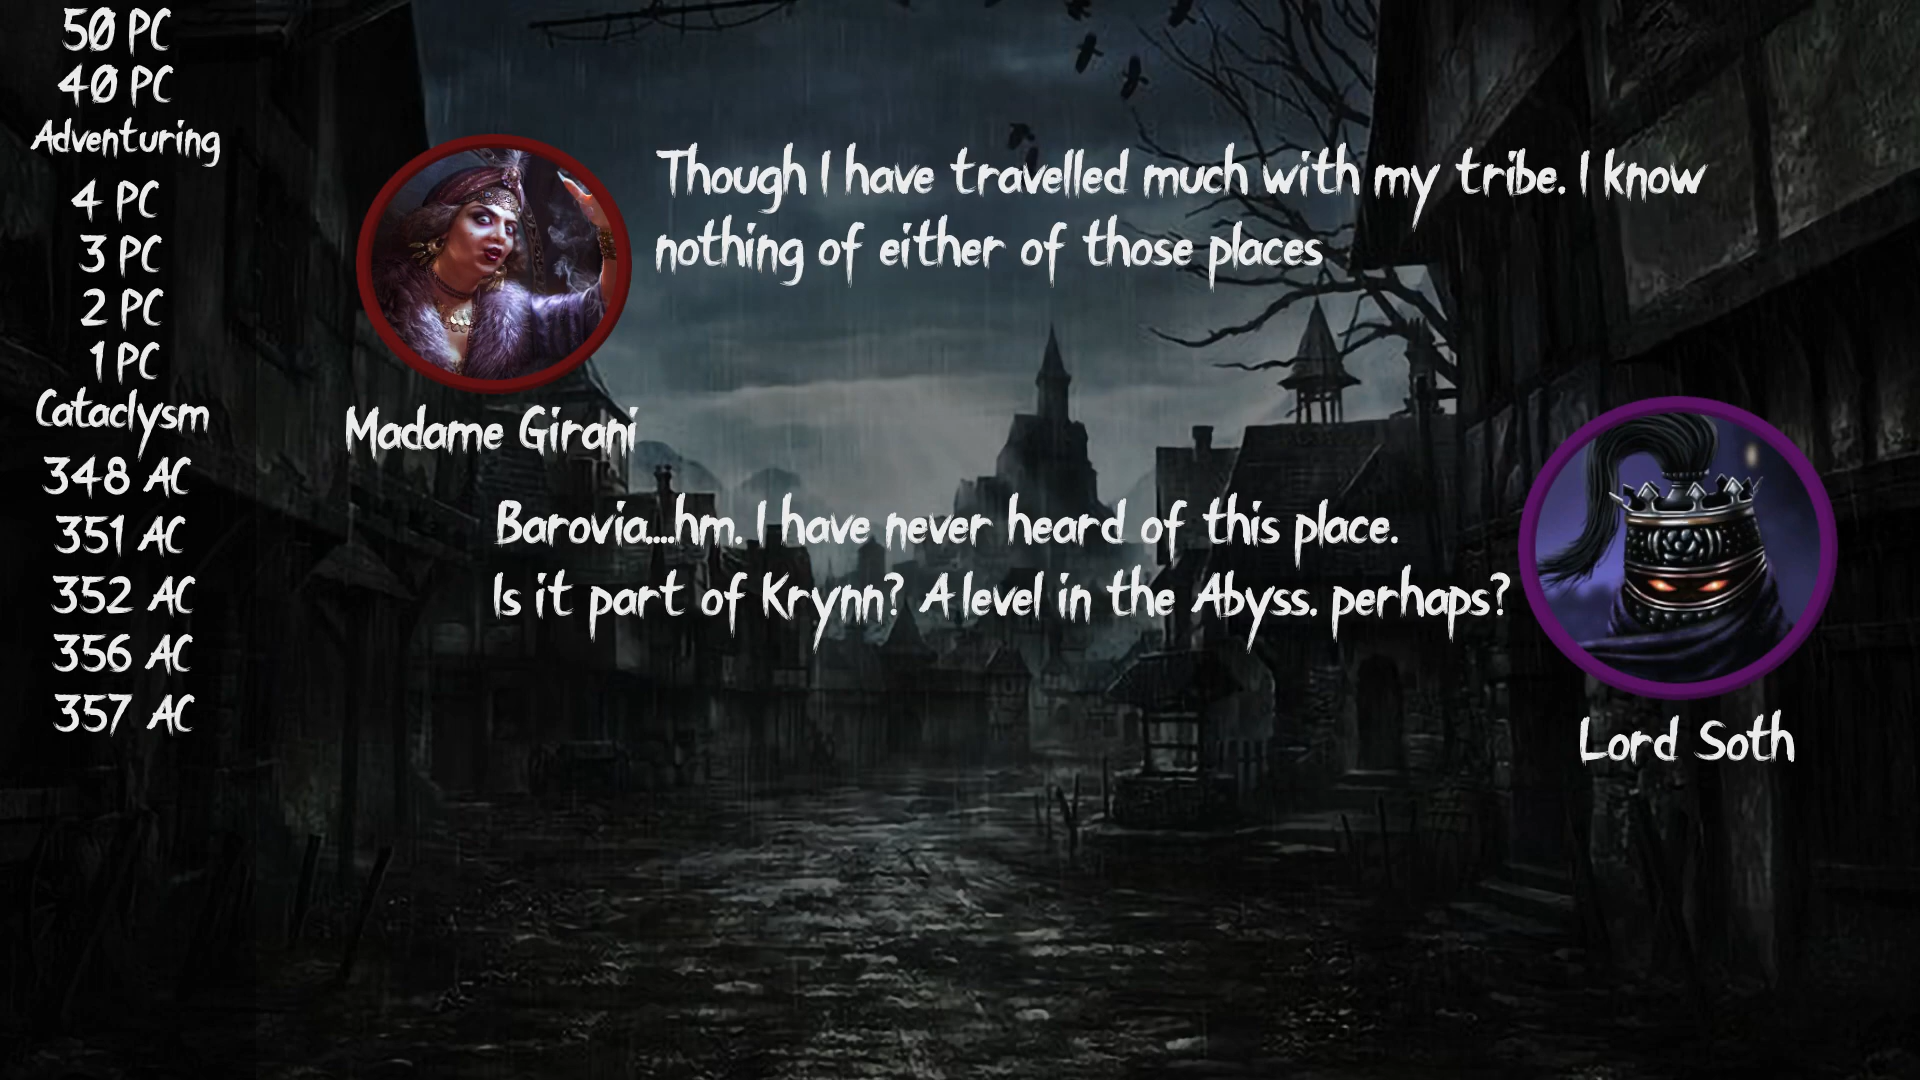 50 PC
40 PC
Adventuring
4 PC
3 PC
2 PC
1 PC
Cataclysm
348 AC
351 AC
352 AC
356 AC
357 AC
Though I have travelled much with my tribe. I know
nothing of either of those places
Madame Girani
Barovia....hm. I have never heard of this place.
Is it part of Krynn? A level in the Abyss. perhaps?
Lord Soth